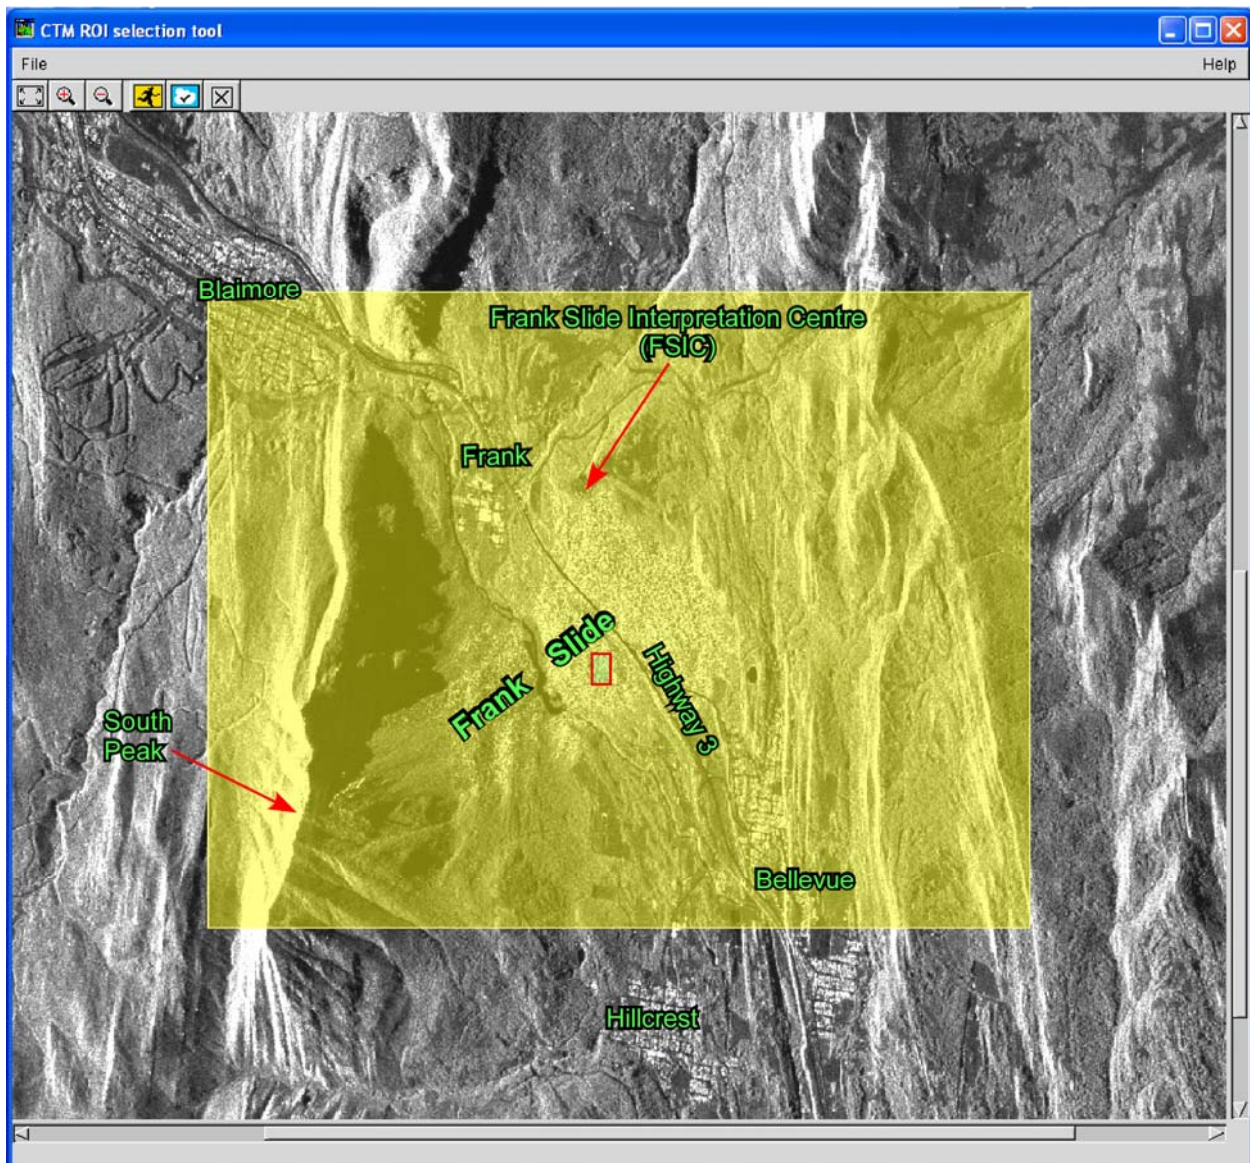 CTM ROI selection tool
File Help
Blaimore
Frank Slide Interpretation Centre
(FSIC)
Frank
Frank Slide
Highway 3
South
Peak
Bellevue
Hillcrest